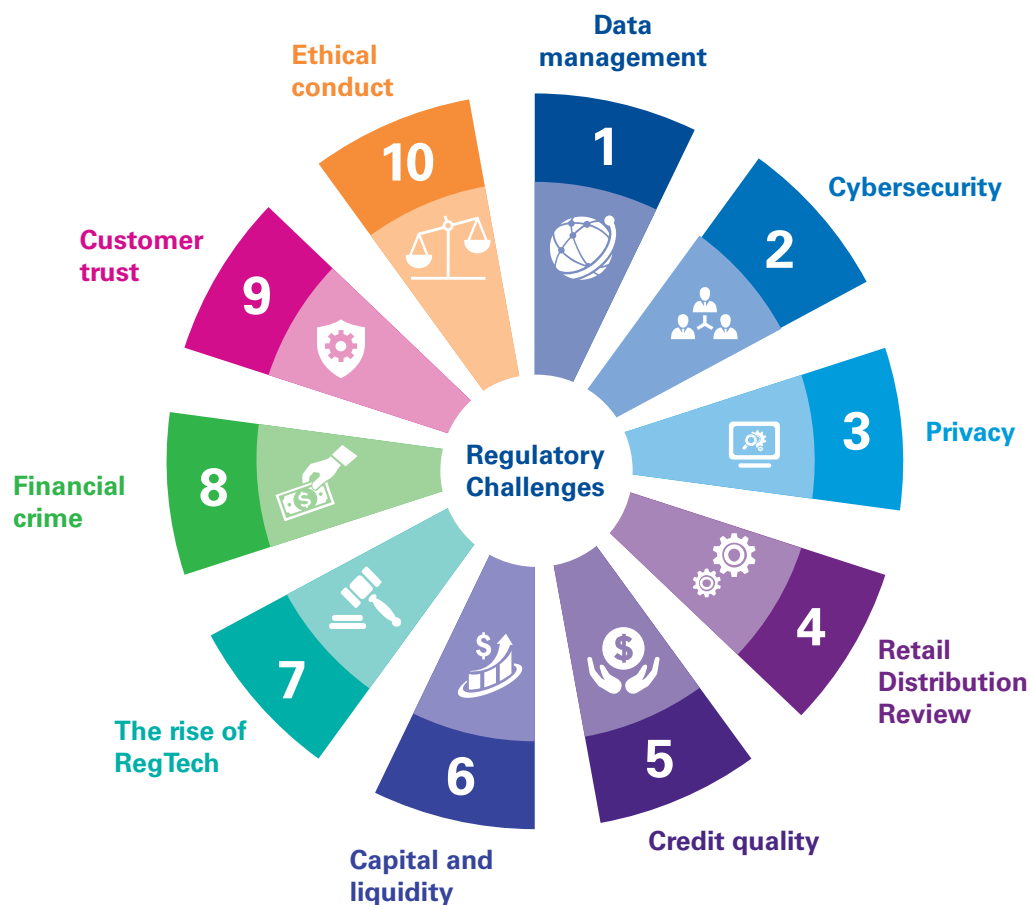 Regulatory
Challenges
1
Data
management
2
Cybersecurity
3
Privacy
4
Retail
Distribution
Review
5
Credit quality
6
Capital and
liquidity
7
The rise of
RegTech
8
Financial
crime
9
Customer
trust
10
Ethical
conduct
$
$
$